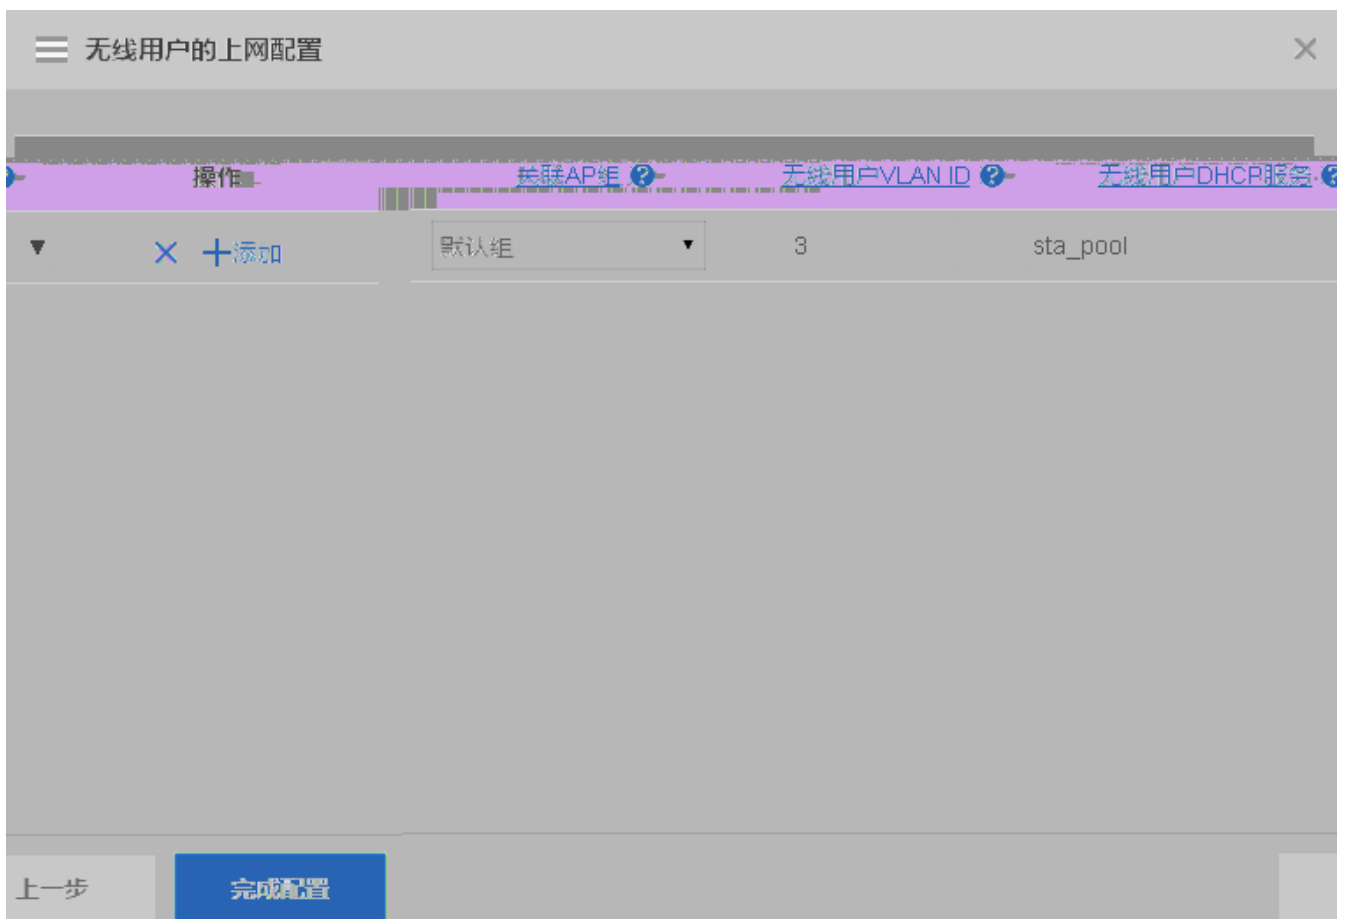 无线用户的上网配置
操作 关联AP组 无线用户VLAN ID 无线用户DHCP服务
添加 默认组 3 sta_pool
上一步 完成配置